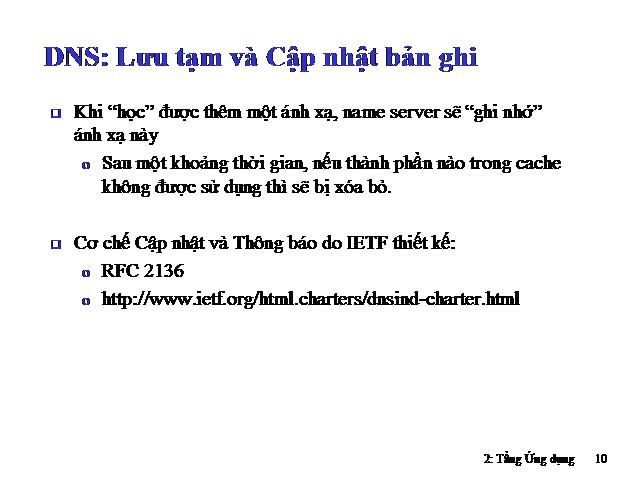 DNS: Lưu tạm và Cập nhật bản ghi
Khi “học” được thêm một ánh xạ, name server sẽ “ghi nhớ”
ánh xạ này
Sau một khoảng thời gian, nếu thành phần nào trong cache
không được sử dụng thì sẽ bị xóa bỏ.
Cơ chế Cập nhật và Thông báo do IETF thiết kế:
RFC 2136
http://www.ietf.org/html.charters/dnsind-charter.html
2: Tầng Ứng dụng 10